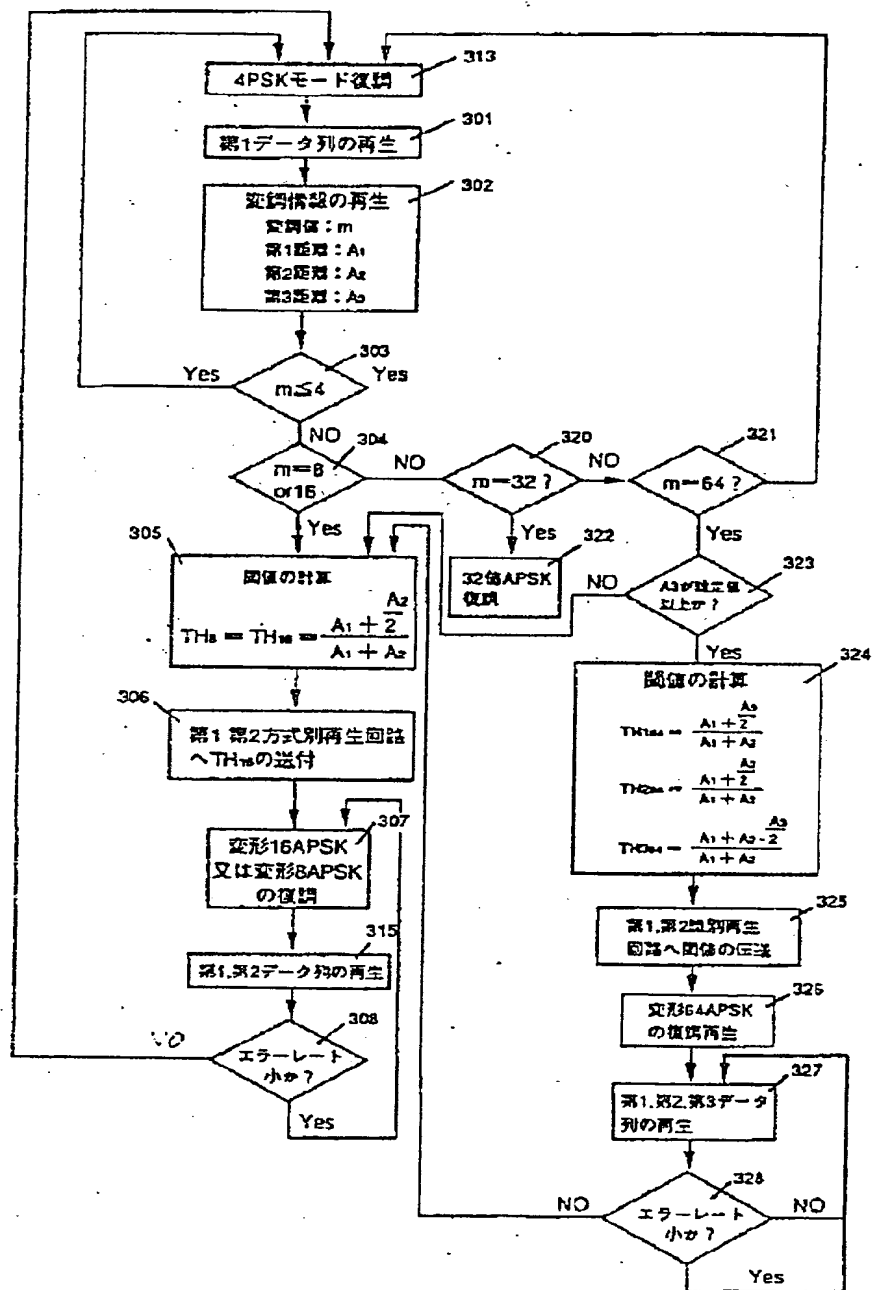 313
4PSKモード復調
301
第1データ列の再生
302
変調情報の再生
変調値：m
第1距離：A1
第2距離：A2
第3距離：A3
303
Yes
Yes
m≦4
NO
304
320
321
m=8
or16
NO
m=32？
NO
m=64？
Yes
Yes
Yes
305
322
323
閾値の計算
TH8 = TH16 = (A1 + A2/2)/(A1 + A2)
32値APSK
復調
NO
A3が設定値
以上か？
Yes
324
閾値の計算
306
第1 第2方式別再生回路
へTH16の送付
307
変形16APSK
又は変形8APSK
の復調
325
第1.第2識別再生
回路へ閾値の伝送
315
第1.第2データ列の再生
326
変形64APSK
の復調再生
308
NO
エラーレート
小か？
327
第1.第2.第3データ
列の再生
Yes
328
NO
エラーレート
小か？
NO
Yes